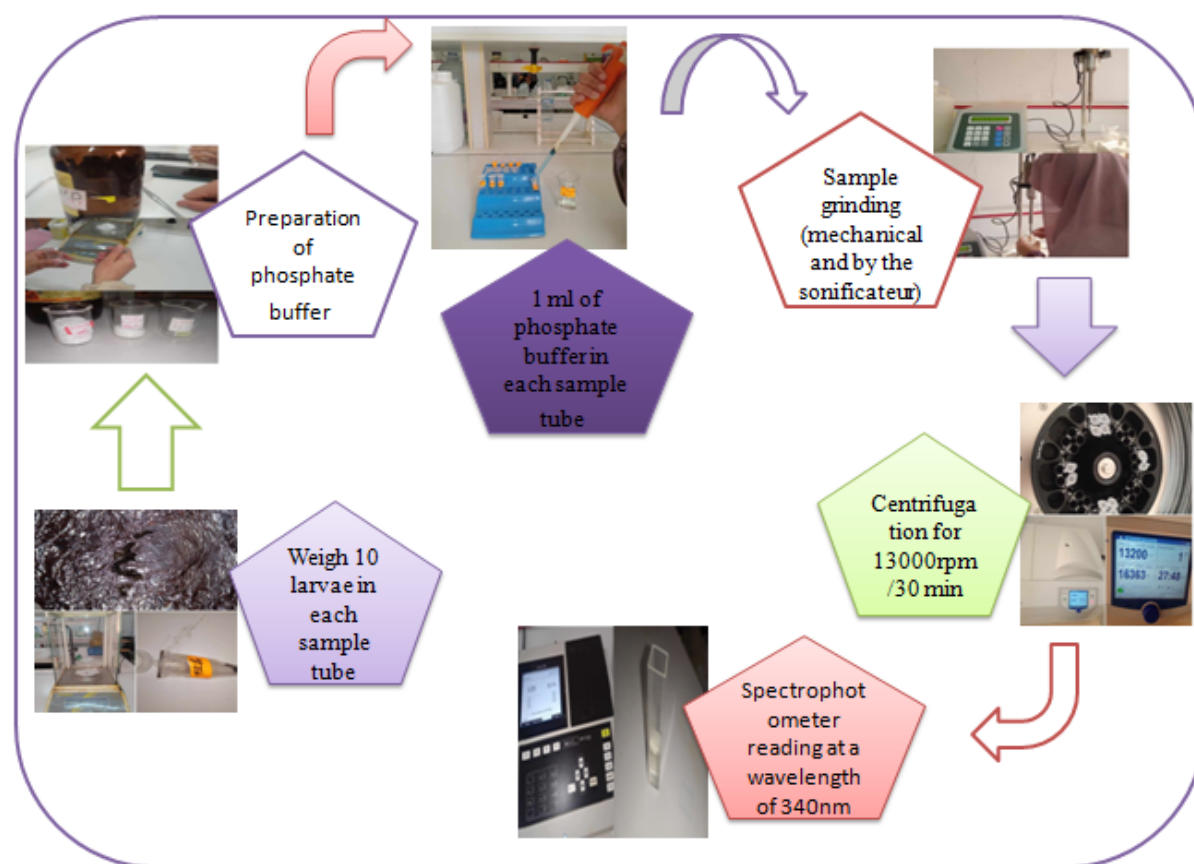 Weigh 10
larvae in
each
sample
tube
Preparation
of
phosphate
buffer
1 ml of
phosphate
buffer in
each sample
tube
Sample
grinding
(mechanical
and by the
sonificateur)
Centrifuga
tion for
13000rpm
/30 min
13200
1
16363
27:48
Spectrophot
ometer
reading at a
wavelength
of 340nm